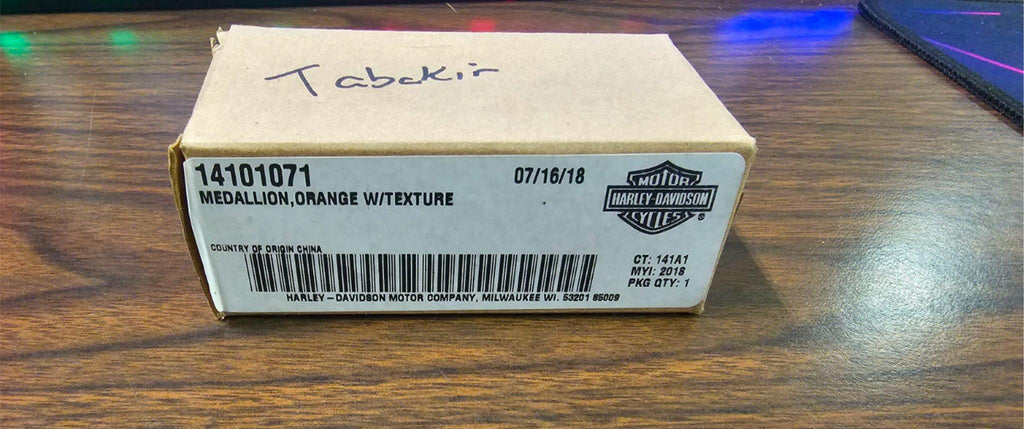 Tabakir
14101071
07/16/18
MEDALLION,ORANGE W/TEXTURE
MOTOR
HARLEY-DAVIDSON
CYCLES
®
COUNTRY OF ORIGIN CHINA
CT: 141A1
MYI: 2018
PKG QTY: 1
HARLEY-DAVIDSON MOTOR COMPANY, MILWAUKEE WI. 53201 85009